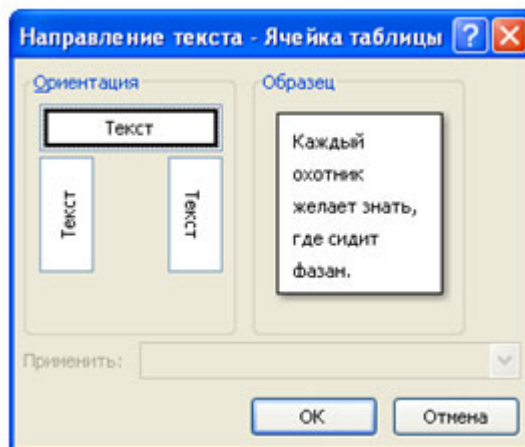 Направление текста - Ячейка таблицы
Ориентация
Образец
Текст
Текст
Текст
Каждый
охотник
желает знать,
где сидит
фазан.
Применить:
ОК
Отмена